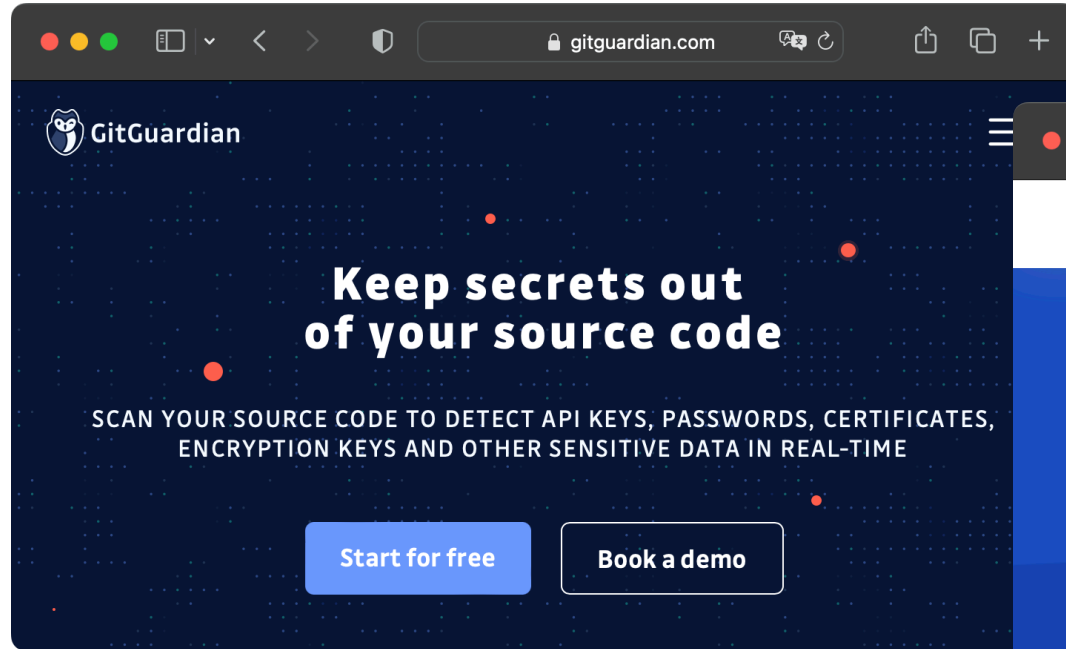 gitguardian.com
GitGuardian
Keep secrets out
of your source code
SCAN YOUR SOURCE CODE TO DETECT API KEYS, PASSWORDS, CERTIFICATES,
ENCRYPTION KEYS AND OTHER SENSITIVE DATA IN REAL-TIME
Start for free
Book a demo